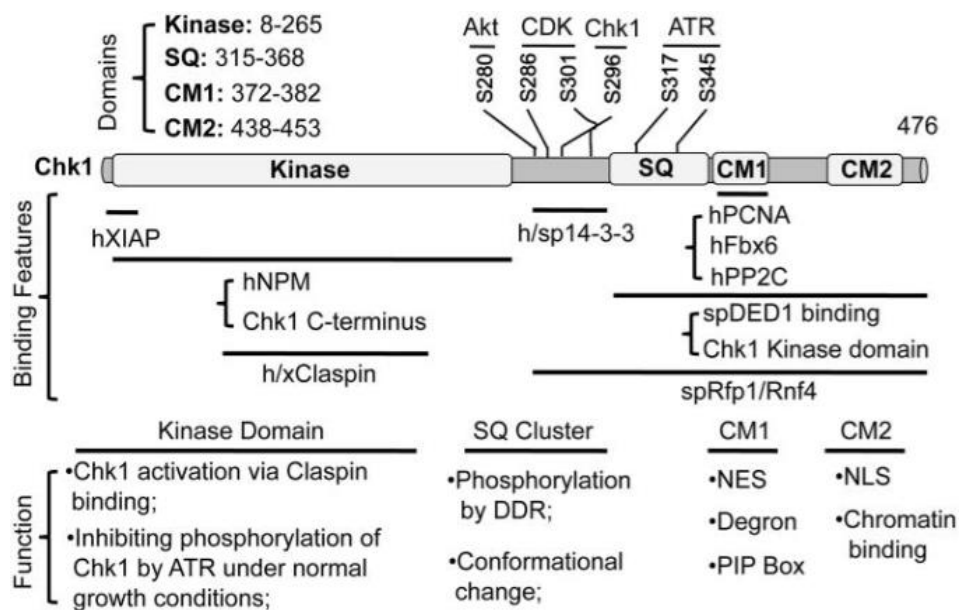 Domains
Kinase: 8-265
SQ: 315-368
CM1: 372-382
CM2: 438-453
Akt CDK Chk1 ATR
S280 S286 S301 S296 S317 S345
476
Chk1 Kinase SQ CM1 CM2
Binding Features
hXIAP
h/sp14-3-3
hPCNA
hFbx6
hPP2C
hNPM
Chk1 C-terminus
spDED1 binding
Chk1 Kinase domain
h/xClaspin
spRfp1/Rnf4
Function
Kinase Domain
•Chk1 activation via Claspin
binding;
•Inhibiting phosphorylation of
Chk1 by ATR under normal
growth conditions;
SQ Cluster
•Phosphorylation
by DDR;
•Conformational
change;
CM1
•NES
•Degron
•PIP Box
CM2
•NLS
•Chromatin
binding